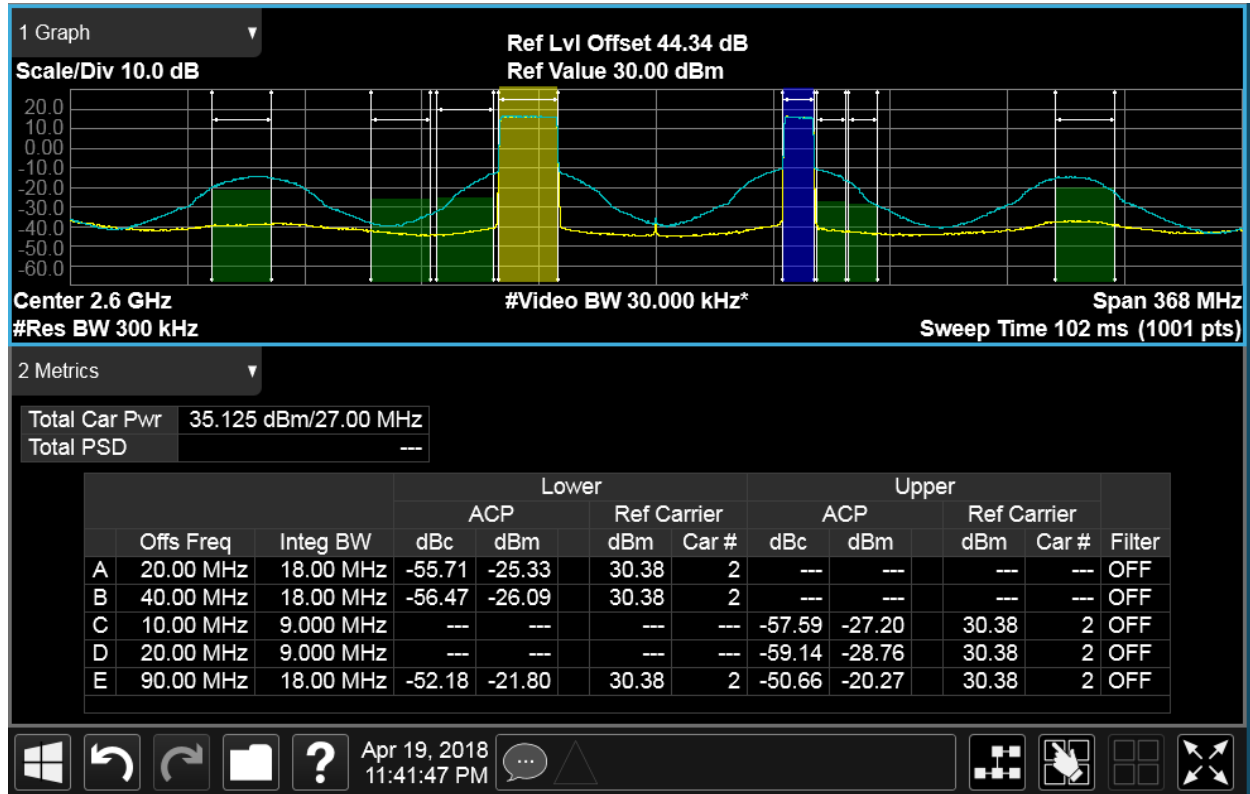 1 Graph ▼
Ref Lvl Offset 44.34 dB
Scale/Div 10.0 dB Ref Value 30.00 dBm
20.0
10.0
0.00
-10.0
-20.0
-30.0
-40.0
-50.0
-60.0
Center 2.6 GHz #Video BW 30.000 kHz* Span 368 MHz
#Res BW 300 kHz Sweep Time 102 ms (1001 pts)
2 Metrics ▼
Total Car Pwr 35.125 dBm/27.00 MHz
Total PSD ---
Lower Upper
ACP Ref Carrier ACP Ref Carrier
Offs Freq Integ BW dBc dBm dBm Car # dBc dBm dBm Car # Filter
A 20.00 MHz 18.00 MHz -55.71 -25.33 30.38 2 --- --- --- --- OFF
B 40.00 MHz 18.00 MHz -56.47 -26.09 30.38 2 --- --- --- --- OFF
C 10.00 MHz 9.000 MHz --- --- --- --- -57.59 -27.20 30.38 2 OFF
D 20.00 MHz 9.000 MHz --- --- --- --- -59.14 -28.76 30.38 2 OFF
E 90.00 MHz 18.00 MHz -52.18 -21.80 30.38 2 -50.66 -20.27 30.38 2 OFF
? Apr 19, 2018
11:41:47 PM